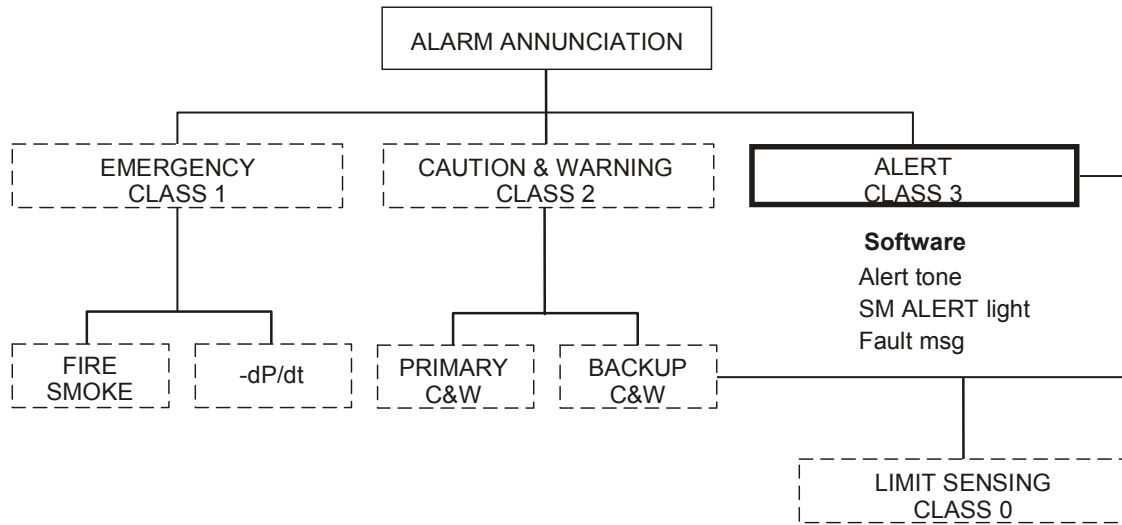 ALARM ANNUNCIATION
EMERGENCY
CLASS 1
CAUTION & WARNING
CLASS 2
ALERT
CLASS 3
Software
Alert tone
SM ALERT light
Fault msg
FIRE
SMOKE
-dP/dt
PRIMARY
C&W
BACKUP
C&W
LIMIT SENSING
CLASS 0